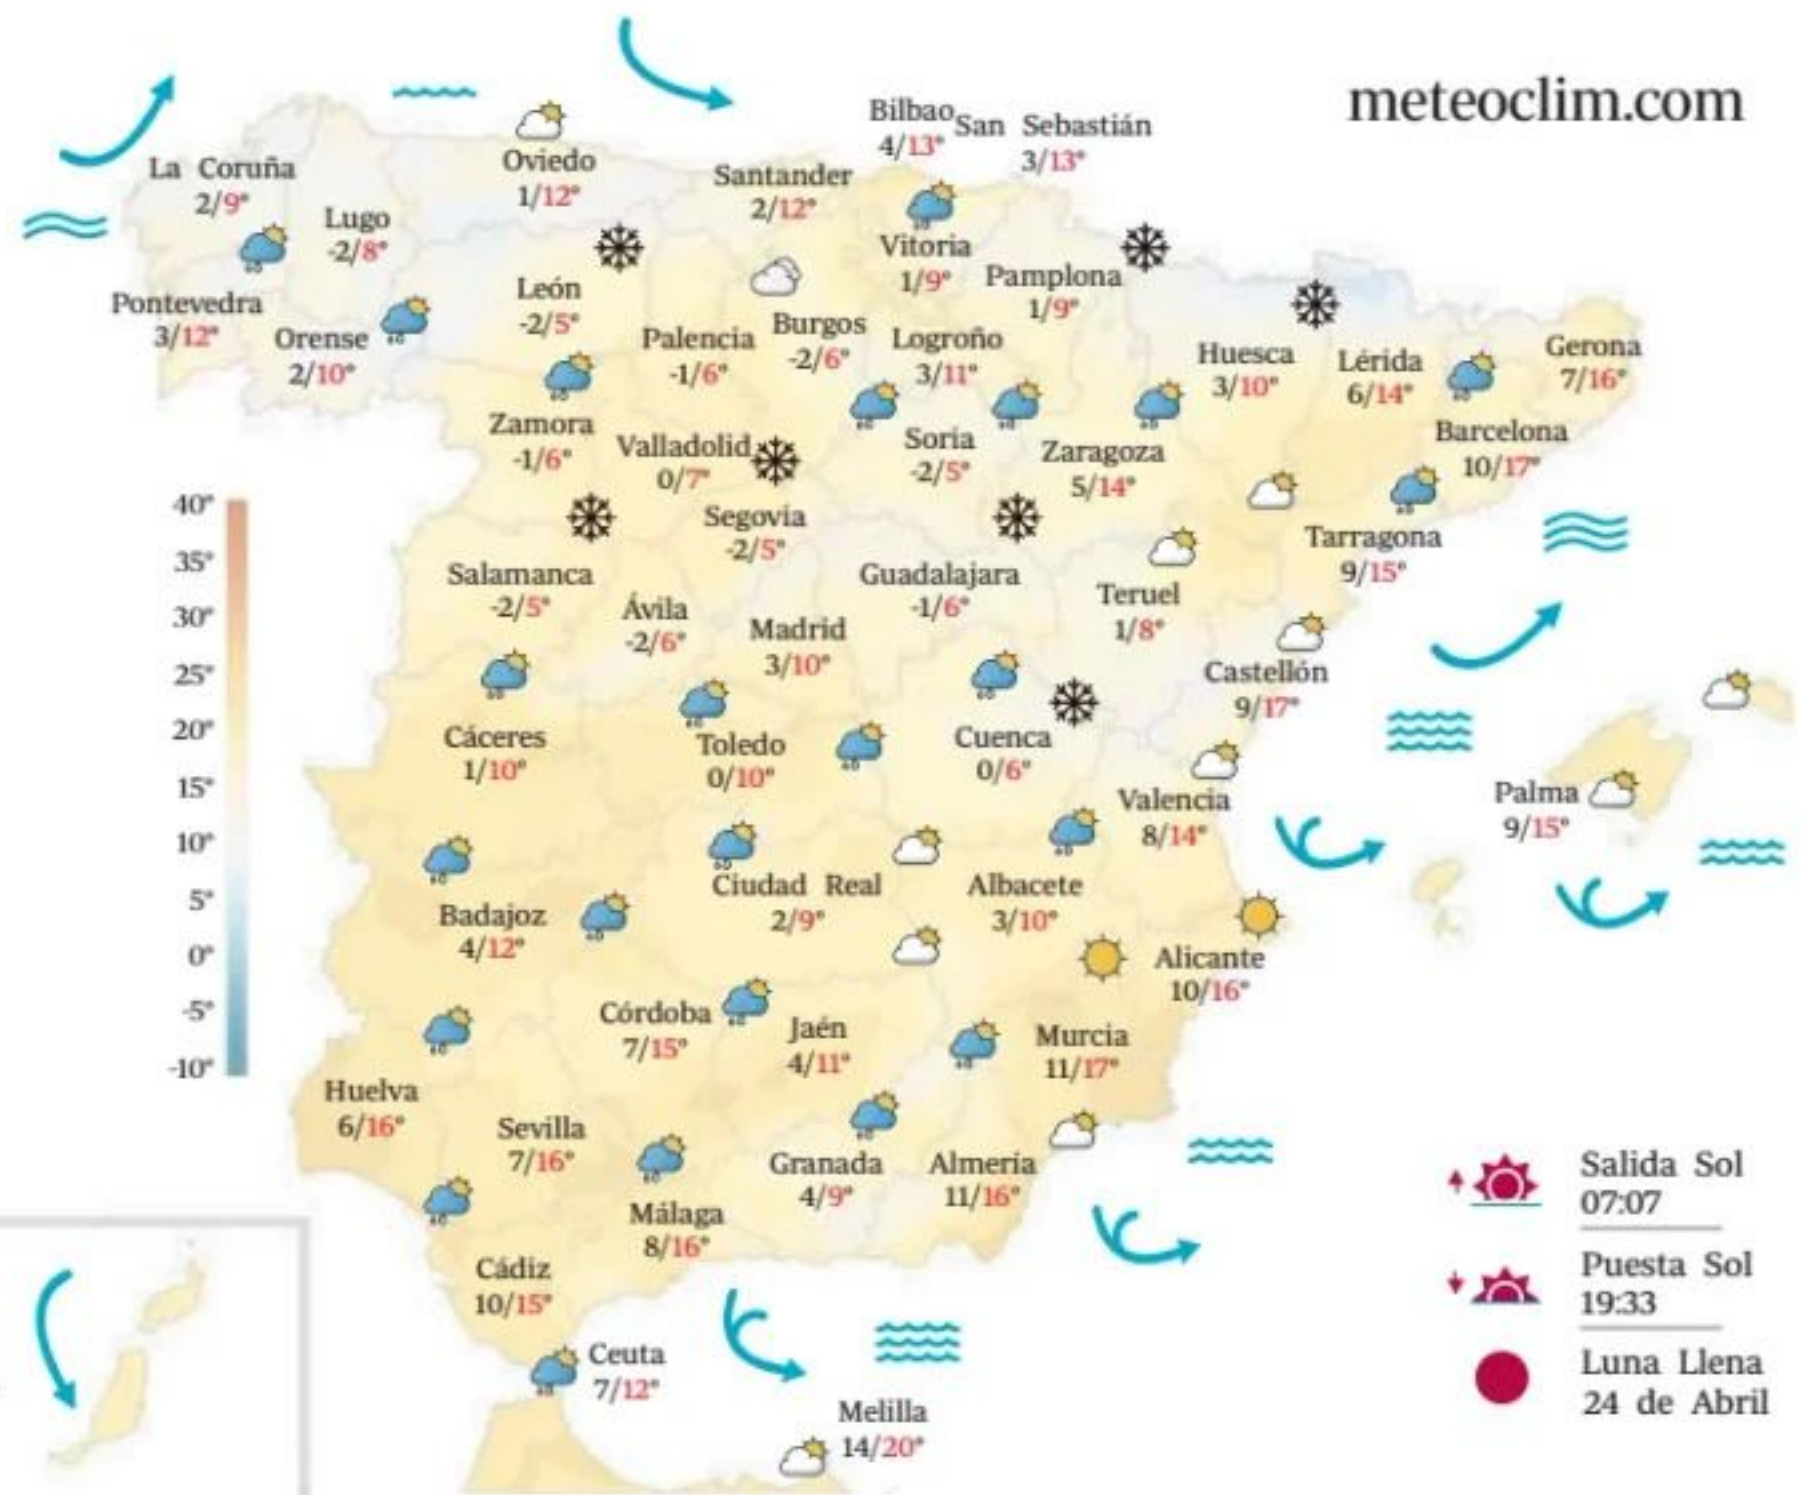 meteoclim.com
Bilbao
4/13°
San Sebastián
3/13°
La Coruña
2/9°
Oviedo
1/12°
Santander
2/12°
Lugo
-2/8°
Vitoria
1/9°
Pamplona
1/9°
León
-2/5°
Pontevedra
3/12°
Orense
2/10°
Palencia
-1/6°
Burgos
-2/6°
Logroño
3/11°
Huesca
3/10°
Lérida
6/14°
Gerona
7/16°
Zamora
-1/6°
Valladolid
0/7°
Soria
-2/5°
Zaragoza
5/14°
Barcelona
10/17°
Segovia
-2/5°
Tarragona
9/15°
Salamanca
-2/5°
Ávila
-2/6°
Madrid
3/10°
Guadalajara
-1/6°
Teruel
1/8°
Castellón
9/17°
Cáceres
1/10°
Toledo
0/10°
Cuenca
0/6°
Valencia
8/14°
Palma
9/15°
Badajoz
4/12°
Ciudad Real
2/9°
Albacete
3/10°
Alicante
10/16°
Córdoba
7/15°
Jaén
4/11°
Murcia
11/17°
Huelva
6/16°
Sevilla
7/16°
Granada
4/9°
Almería
11/16°
Málaga
8/16°
Cádiz
10/15°
Ceuta
7/12°
Melilla
14/20°
40°
35°
30°
25°
20°
15°
10°
5°
0°
-5°
-10°
Salida Sol
07:07
Puesta Sol
19:33
Luna Llena
24 de Abril